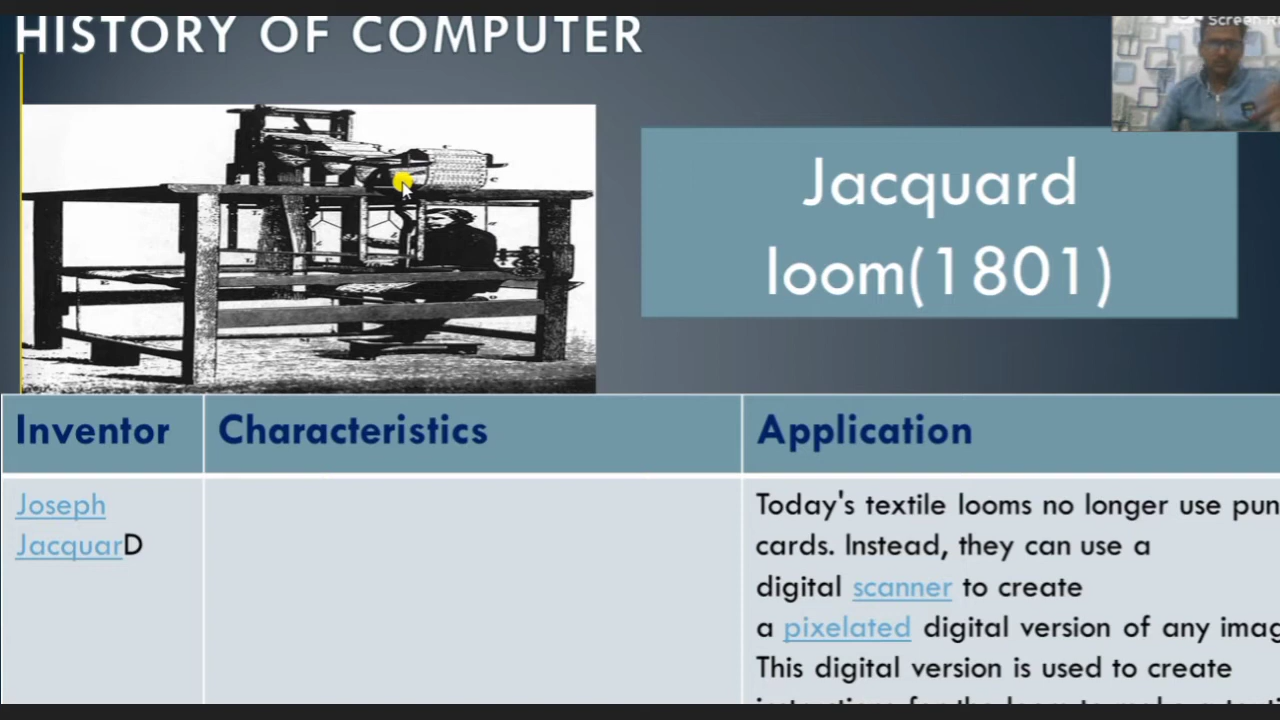 HISTORY OF COMPUTER
Screen R
Jacquard
loom(1801)
Inventor
Characteristics
Application
Joseph
JacquarD
Today's textile looms no longer use pun
cards. Instead, they can use a
digital scanner to create
a pixelated digital version of any imag
This digital version is used to create